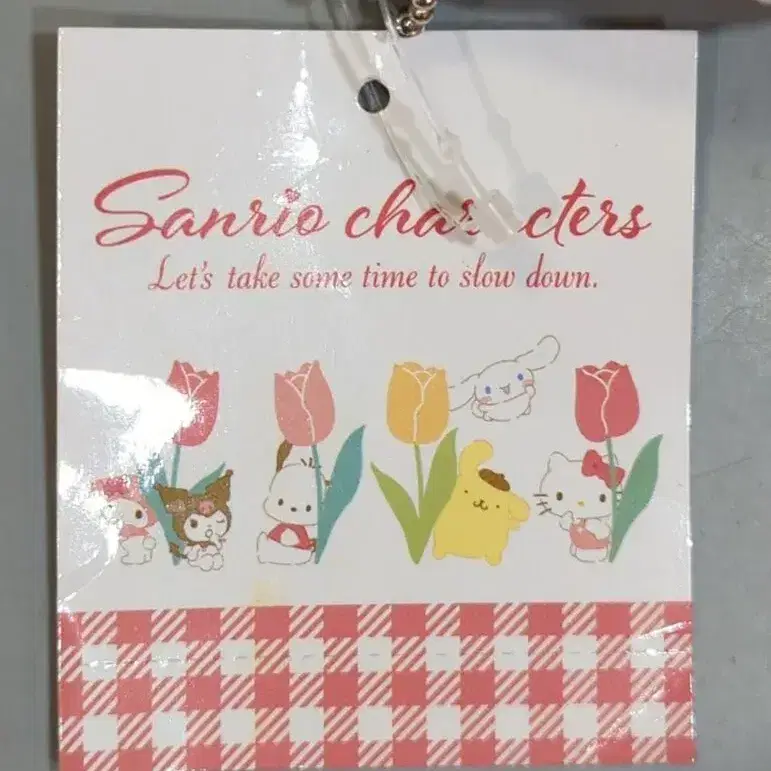 Sanrio characters
Let's take some time to slow down.